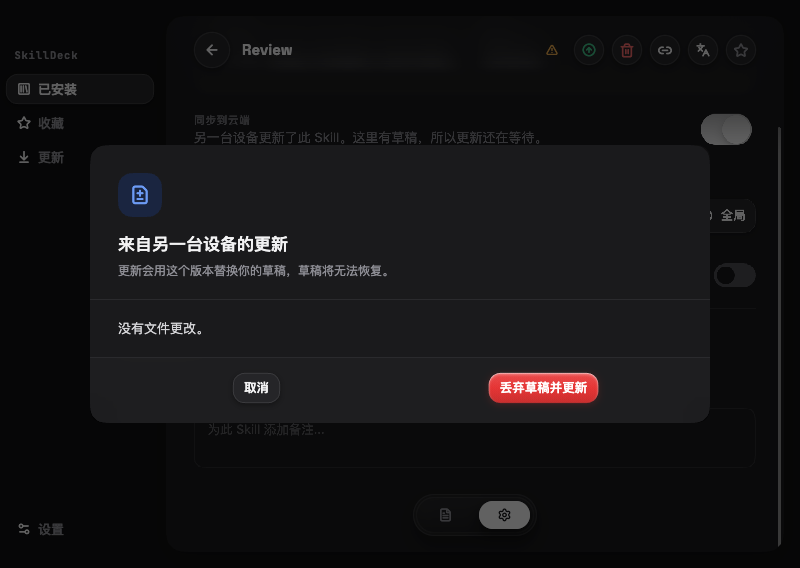 SkillDeck
已安装
收藏
更新
设置
Review
同步到云端
另一台设备更新了此 Skill。这里有草稿，所以更新还在等待。
全局
来自另一台设备的更新
更新会用这个版本替换你的草稿，草稿将无法恢复。
没有文件更改。
取消
丢弃草稿并更新
为此 Skill 添加备注...